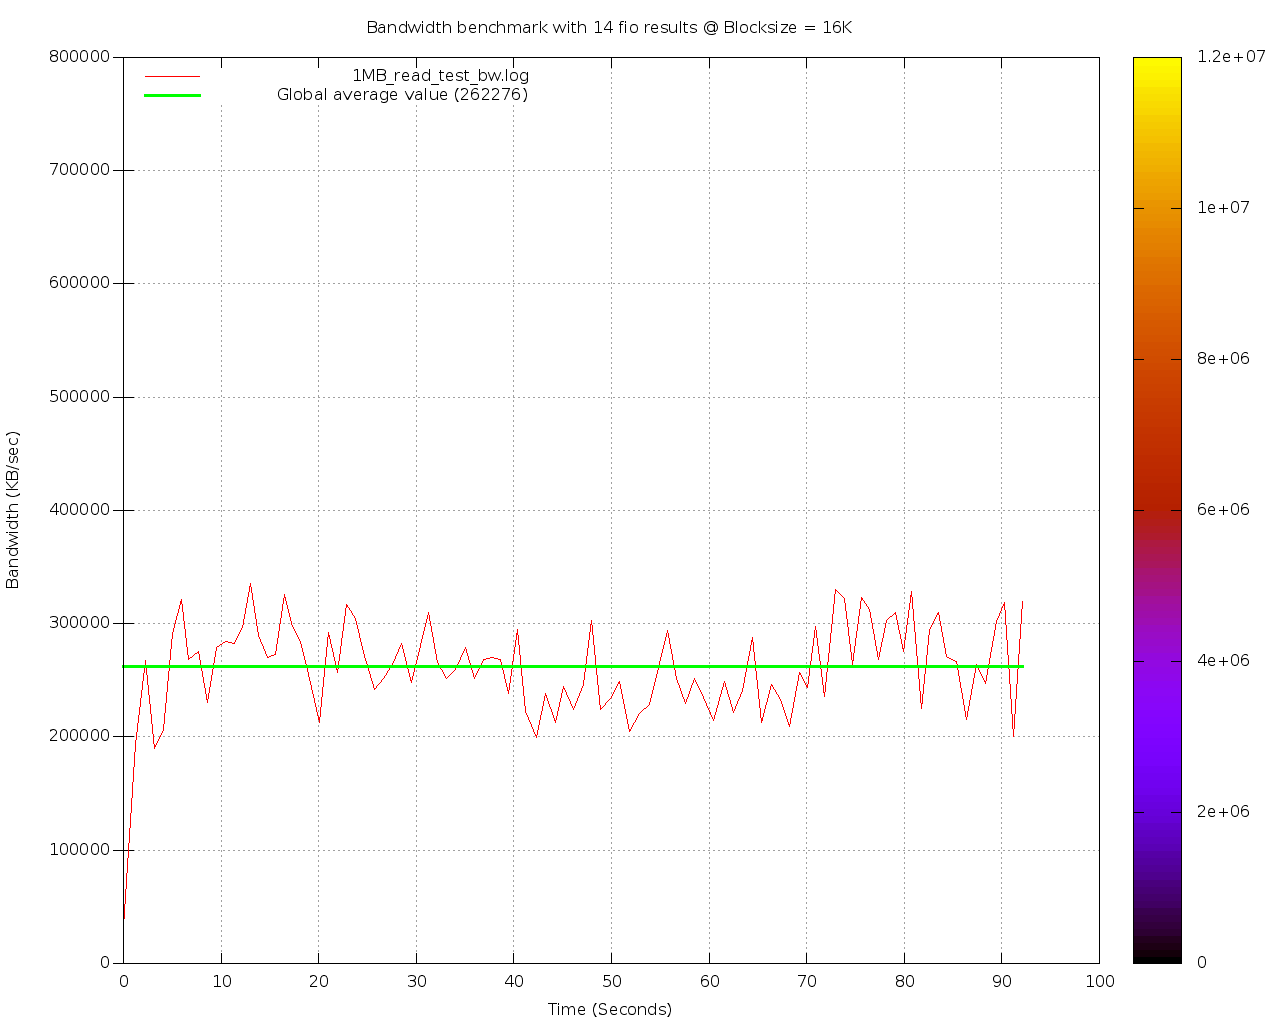 Bandwidth benchmark with 14 fio results @ Blocksize = 16K
1MB_read_test_bw.log
Global average value (262276)
Bandwidth (KB/sec)
800000
700000
600000
500000
400000
300000
200000
100000
0
0 10 20 30 40 50 60 70 80 90 100
Time (Seconds)
1.2e+07
1e+07
8e+06
6e+06
4e+06
2e+06
0